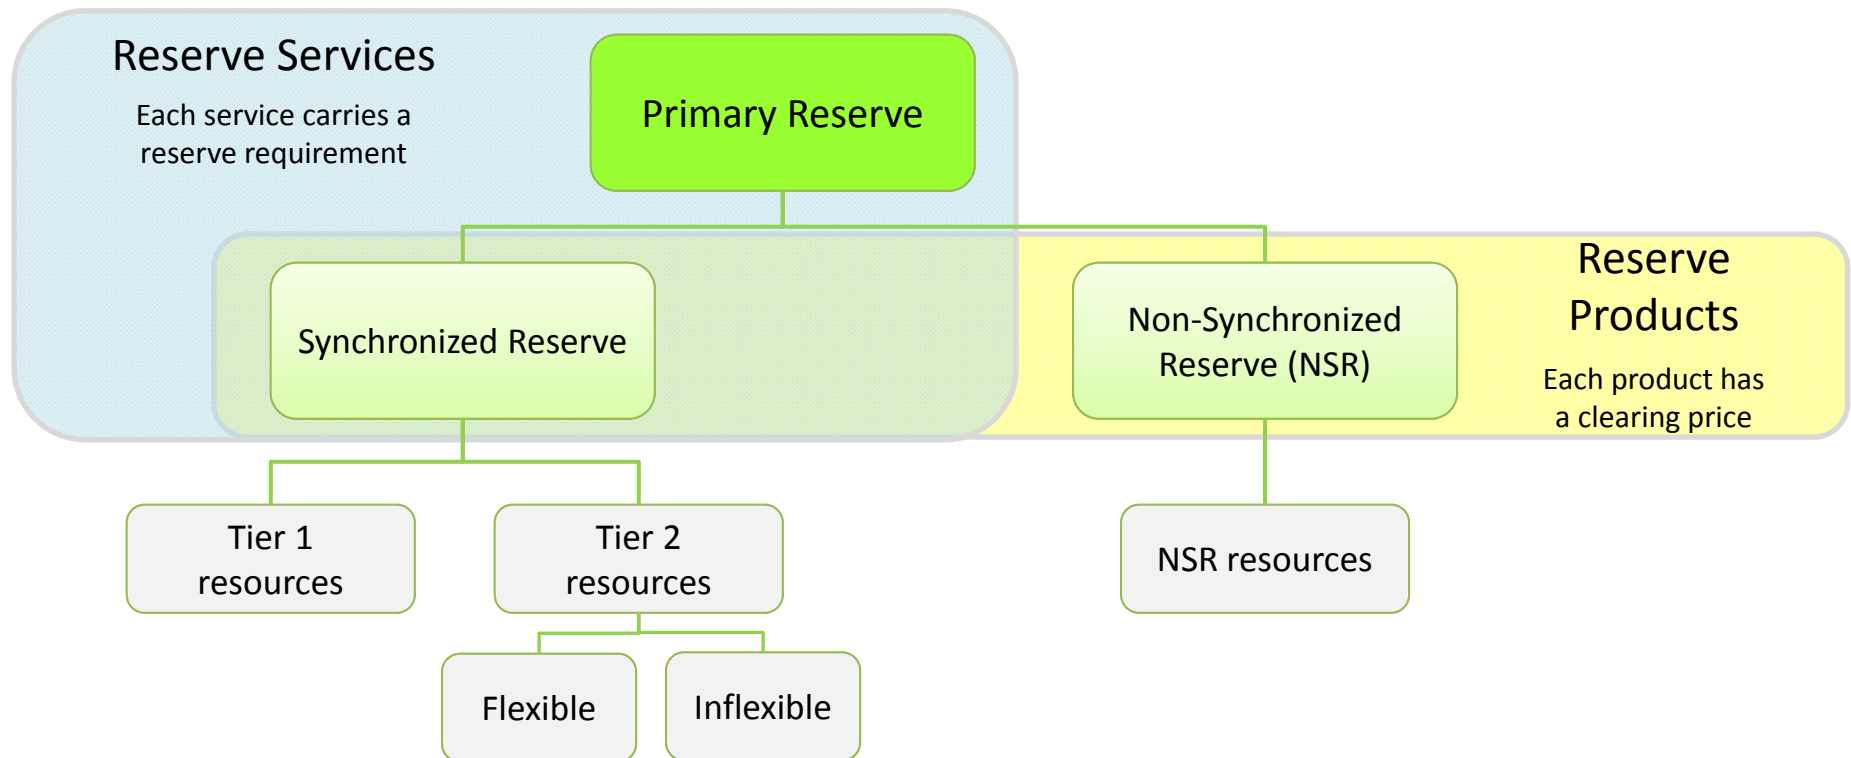 Reserve Services
Each service carries a
reserve requirement
Primary Reserve
Synchronized Reserve
Non-Synchronized
Reserve (NSR)
Reserve
Products
Each product has
a clearing price
Tier 1
resources
Tier 2
resources
NSR resources
Flexible
Inflexible